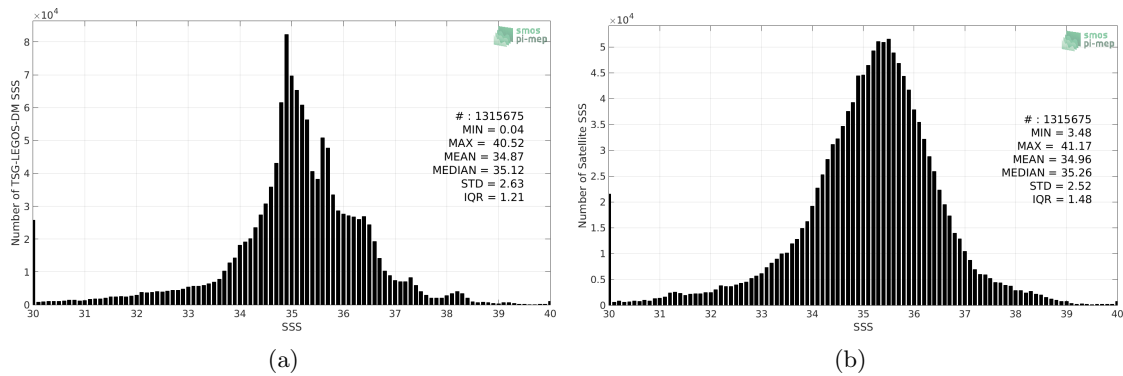 ×10⁴
8
7
6
5
4
3
2
1
0
Number of TSG-LEGOS-DM SSS
smos
pi-mep
# : 1315675
MIN = 0.04
MAX = 40.52
MEAN = 34.87
MEDIAN = 35.12
STD = 2.63
IQR = 1.21
30 31 32 33 34 35 36 37 38 39 40
SSS
(a)
×10⁴
5
4.5
4
3.5
3
2.5
2
1.5
1
0.5
0
Number of Satellite SSS
smos
pi-mep
# : 1315675
MIN = 3.48
MAX = 41.17
MEAN = 34.96
MEDIAN = 35.26
STD = 2.52
IQR = 1.48
30 31 32 33 34 35 36 37 38 39 40
SSS
(b)